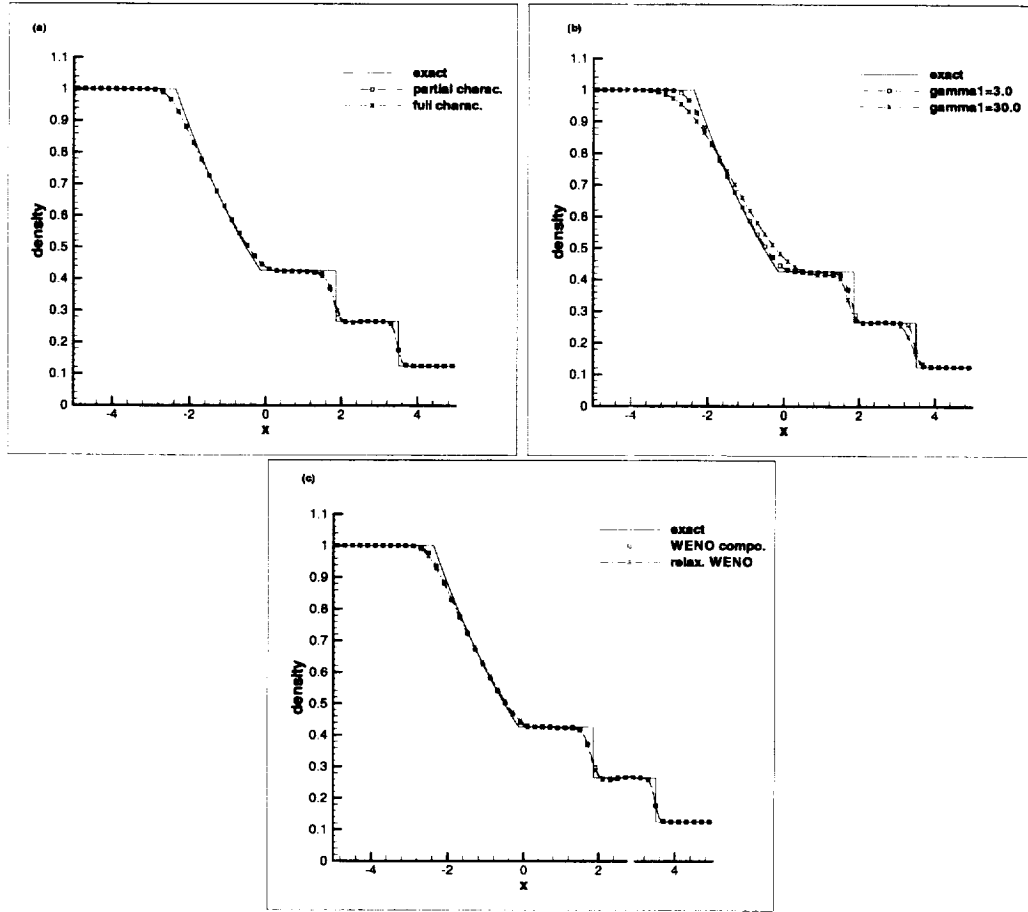 (a)
exact
partial charac.
full charac.
density
1.1
1
0.9
0.8
0.7
0.6
0.5
0.4
0.3
0.2
0.1
0
-4
-2
0
2
4
x
(b)
exact
gamma1=3.0
gamma1=30.0
density
1.1
1
0.9
0.8
0.7
0.6
0.5
0.4
0.3
0.2
0.1
0
-4
-2
0
2
4
x
(c)
exact
WENO compo.
relax. WENO
density
1.1
1
0.9
0.8
0.7
0.6
0.5
0.4
0.3
0.2
0.1
0
-4
-2
0
2
4
x